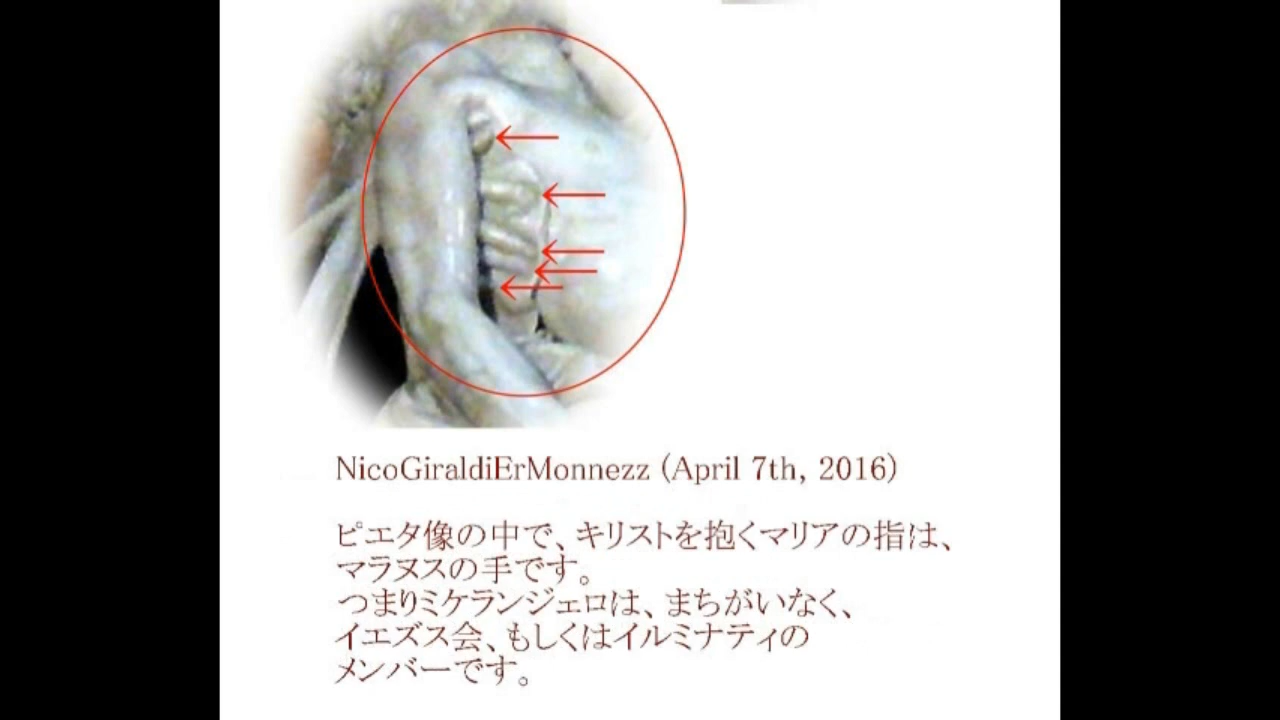 NicoGiraldiErMonnezz (April 7th, 2016)
ピエタ像の中で、キリストを抱くマリアの指は、
マラヌスの手です。
つまりミケランジェロは、まちがいなく、
イエズス会、もしくはイルミナティの
メンバーです。